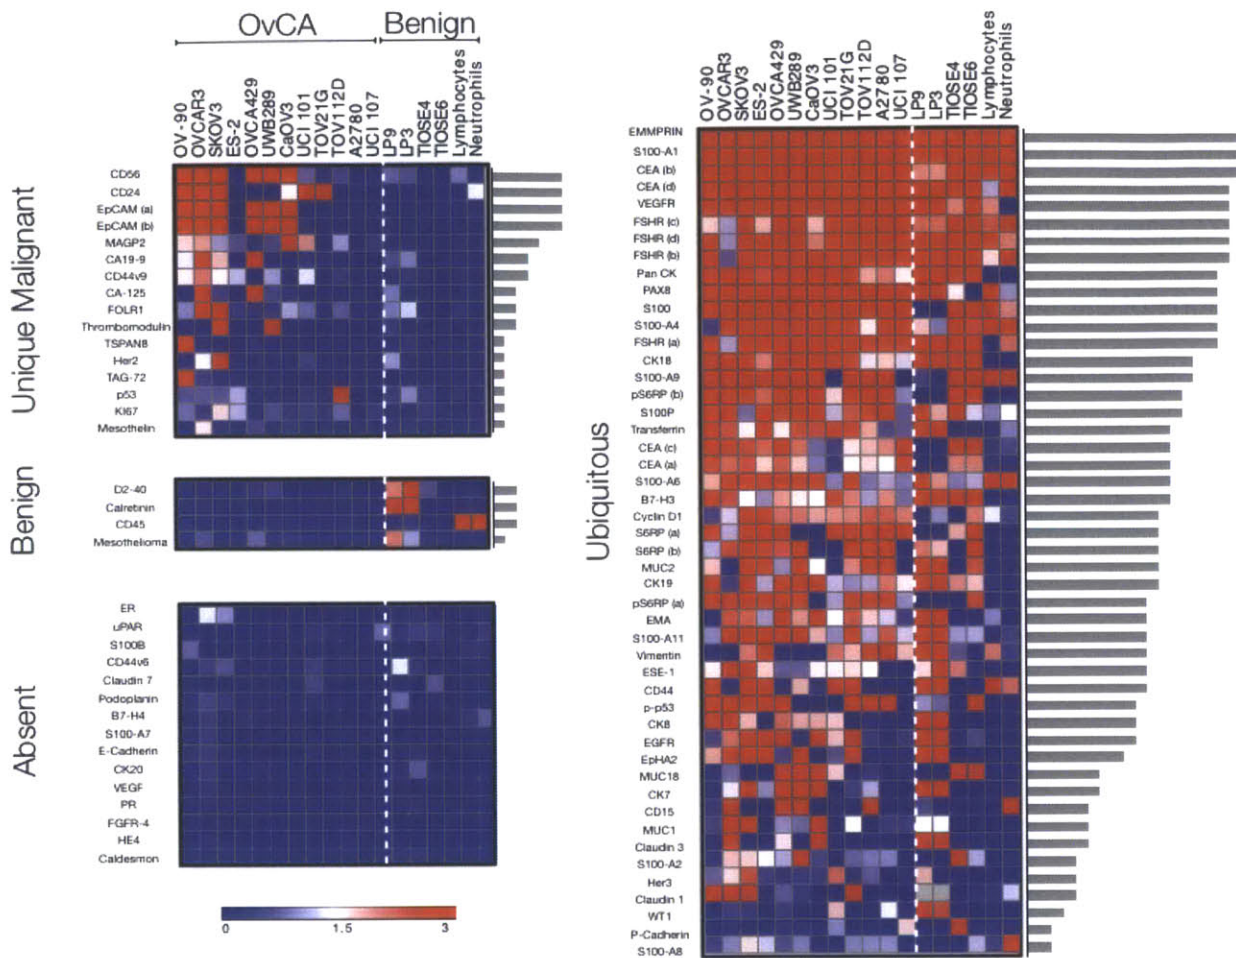 OvCA
Benign
OV-90
OVCAR3
SKOV3
ES-2
OVCA429
UWB289
CaOV3
UCI 101
TOV21G
TOV112D
A2780
UCI 107
LP9
LP3
TIOSE4
TIOSE6
Lymphocytes
Neutrophils
Unique Malignant
CD56
CD24
EpCAM (a)
EpCAM (b)
MAGP2
CA19-9
CD44v9
CA-125
FOLR1
Thrombomodulin
TSPAN8
Her2
TAG-72
p53
KI67
Mesothelin
Benign
D2-40
Calretinin
CD45
Mesothelioma
Absent
ER
uPAR
S100B
CD44v6
Claudin 7
Podoplanin
B7-H4
S100-A7
E-Cadherin
CK20
VEGF
PR
FGFR-4
HE4
Caldesmon
0 1.5 3
OV-90
OVCAR3
SKOV3
ES-2
OVCA429
UWB289
CaOV3
UCI 101
TOV21G
TOV112D
A2780
UCI 107
LP9
LP3
TIOSE4
TIOSE6
Lymphocytes
Neutrophils
Ubiquitous
EMMPRIN
S100-A1
CEA (b)
CEA (d)
VEGFR
FSHR (c)
FSHR (d)
FSHR (b)
Pan CK
PAX8
S100
S100-A4
FSHR (a)
CK18
S100-A9
pS6RP (b)
S100P
Transferrin
CEA (c)
CEA (a)
S100-A6
B7-H3
Cyclin D1
S6RP (a)
S6RP (b)
MUC2
CK19
pS6RP (a)
EMA
S100-A11
Vimentin
ESE-1
CD44
p-p53
CK8
EGFR
EpHA2
MUC18
CK7
CD15
MUC1
Claudin 3
S100-A2
Her3
Claudin 1
WT1
P-Cadherin
S100-A8